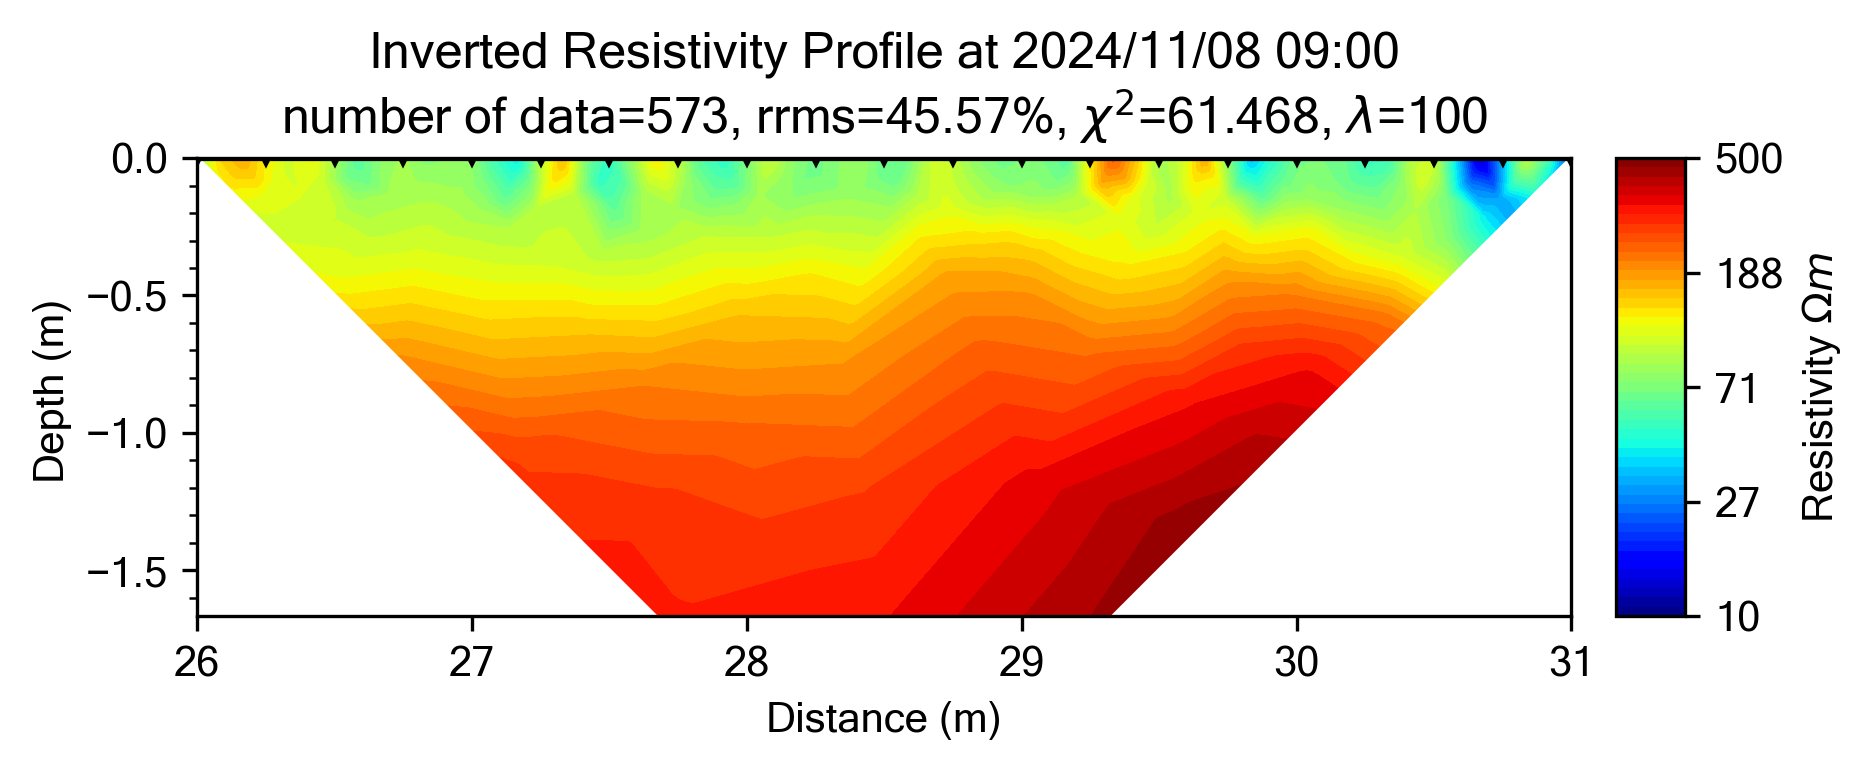 Inverted Resistivity Profile at 2024/11/08 09:00
number of data=573, rrms=45.57%, χ²=61.468, λ=100
0.0
−0.5
−1.0
−1.5
Depth (m)
26 27 28 29 30 31
Distance (m)
500
188
71
27
10
Resistivity Ωm